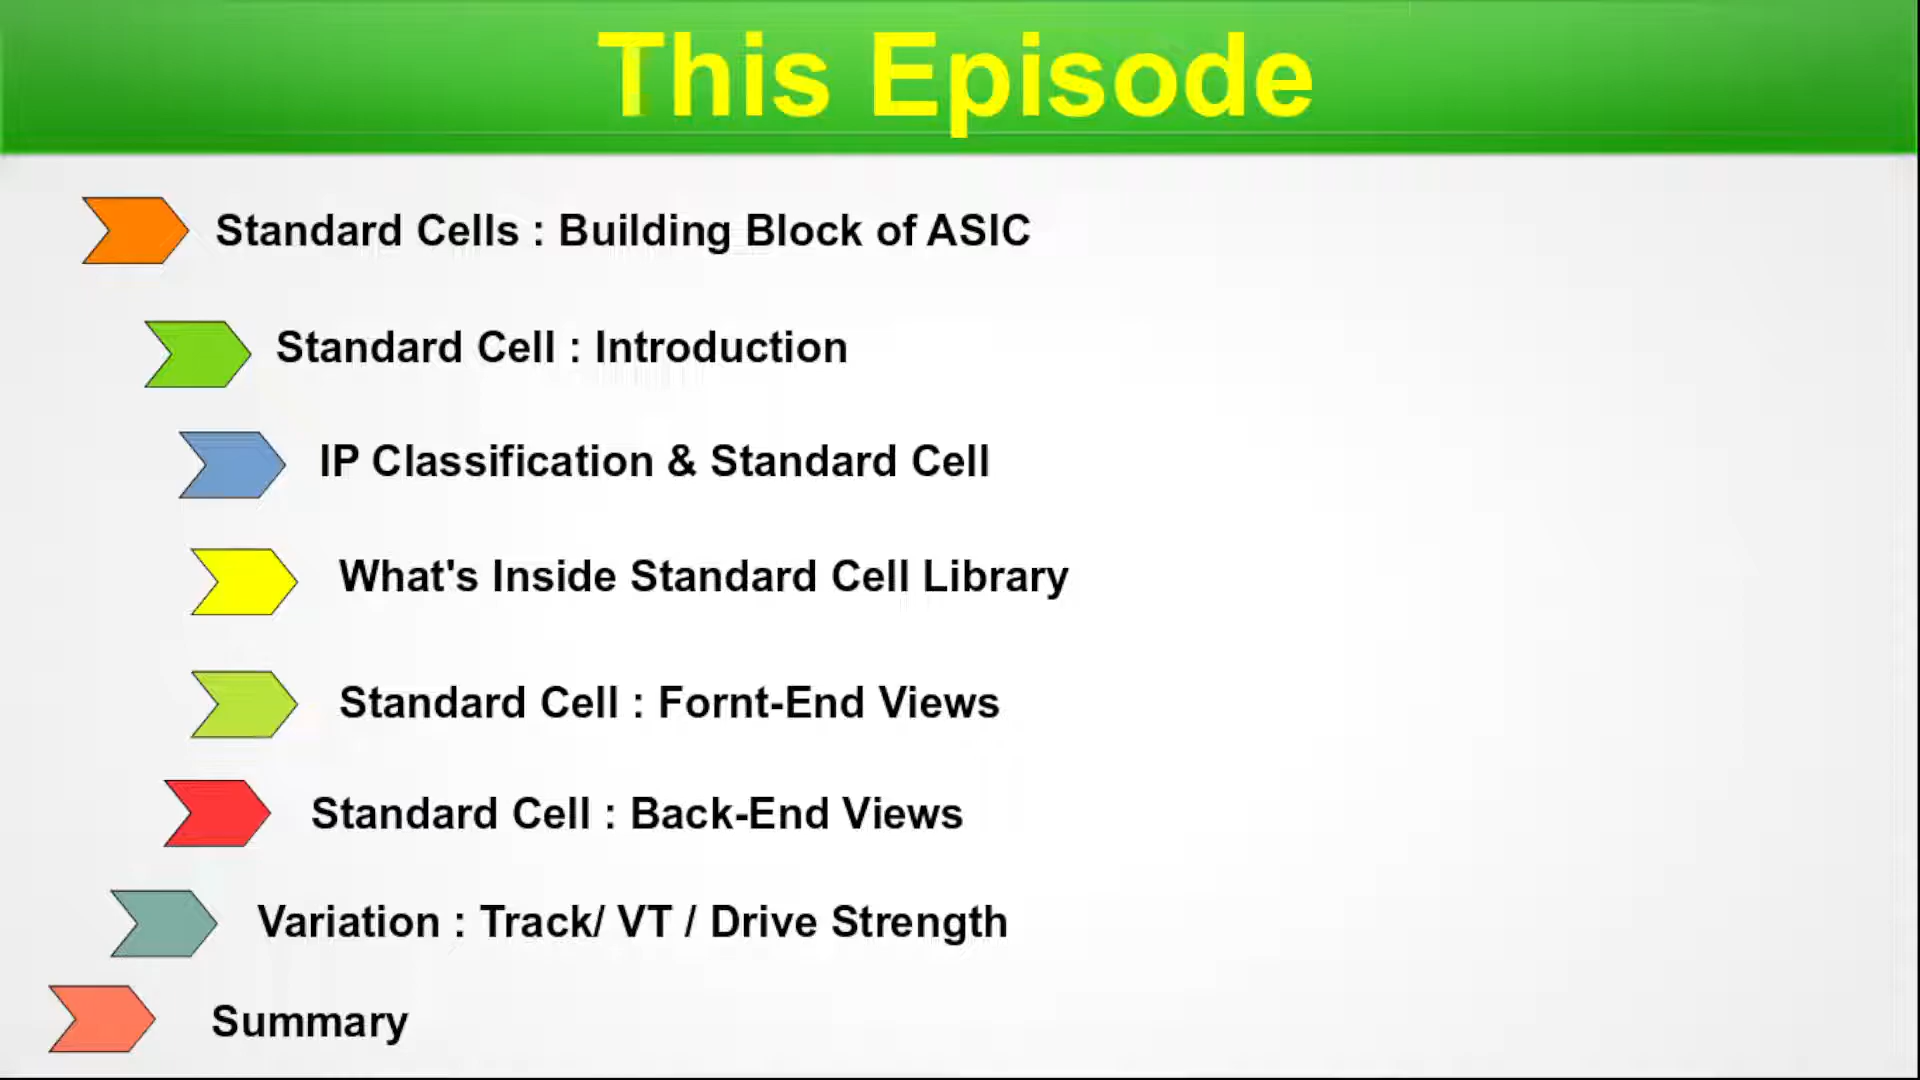 This Episode
Standard Cells : Building Block of ASIC
Standard Cell : Introduction
IP Classification & Standard Cell
What's Inside Standard Cell Library
Standard Cell : Fornt-End Views
Standard Cell : Back-End Views
Variation : Track/ VT / Drive Strength
Summary